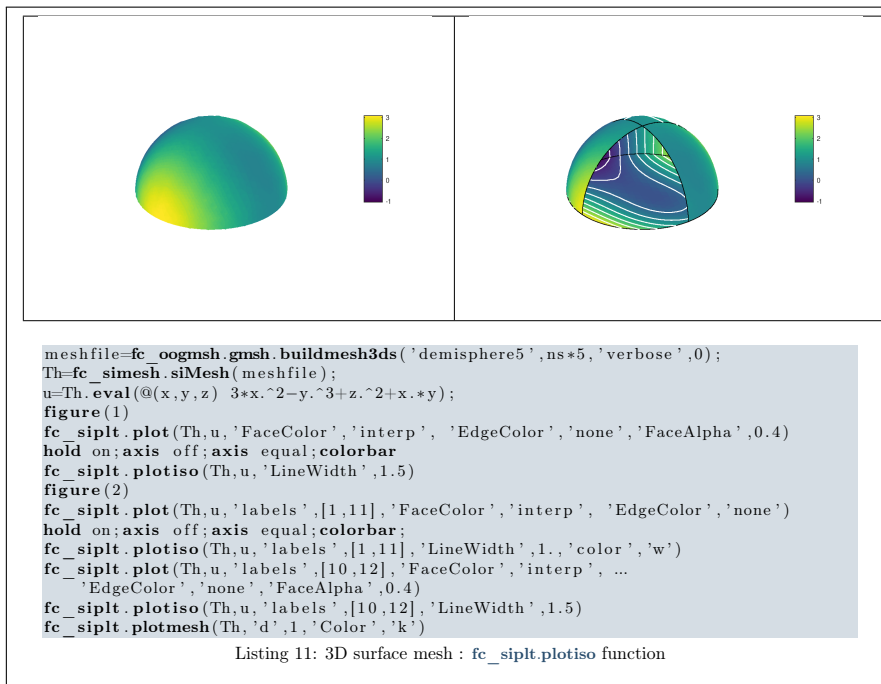 3
2
1
0
-1
3
2
1
0
-1
meshfile=fc_oogmsh.gmsh.buildmesh3ds('demisphere5',ns*5,'verbose',0);
Th=fc_simesh.siMesh(meshfile);
u=Th.eval(@(x,y,z) 3*x.^2-y.^3+z.^2+x.*y);
figure(1)
fc_siplt.plot(Th,u,'FaceColor','interp', 'EdgeColor','none','FaceAlpha',0.4)
hold on;axis off;axis equal;colorbar
fc_siplt.plotiso(Th,u,'LineWidth',1.5)
figure(2)
fc_siplt.plot(Th,u,'labels',[1,11],'FaceColor','interp', 'EdgeColor','none')
hold on;axis off;axis equal;colorbar;
fc_siplt.plotiso(Th,u,'labels',[1,11],'LineWidth',1.,'color','w')
fc_siplt.plot(Th,u,'labels',[10,12],'FaceColor','interp', ...
'EdgeColor','none','FaceAlpha',0.4)
fc_siplt.plotiso(Th,u,'labels',[10,12],'LineWidth',1.5)
fc_siplt.plotmesh(Th,'d',1,'Color','k')
Listing 11: 3D surface mesh : fc_siplt.plotiso function